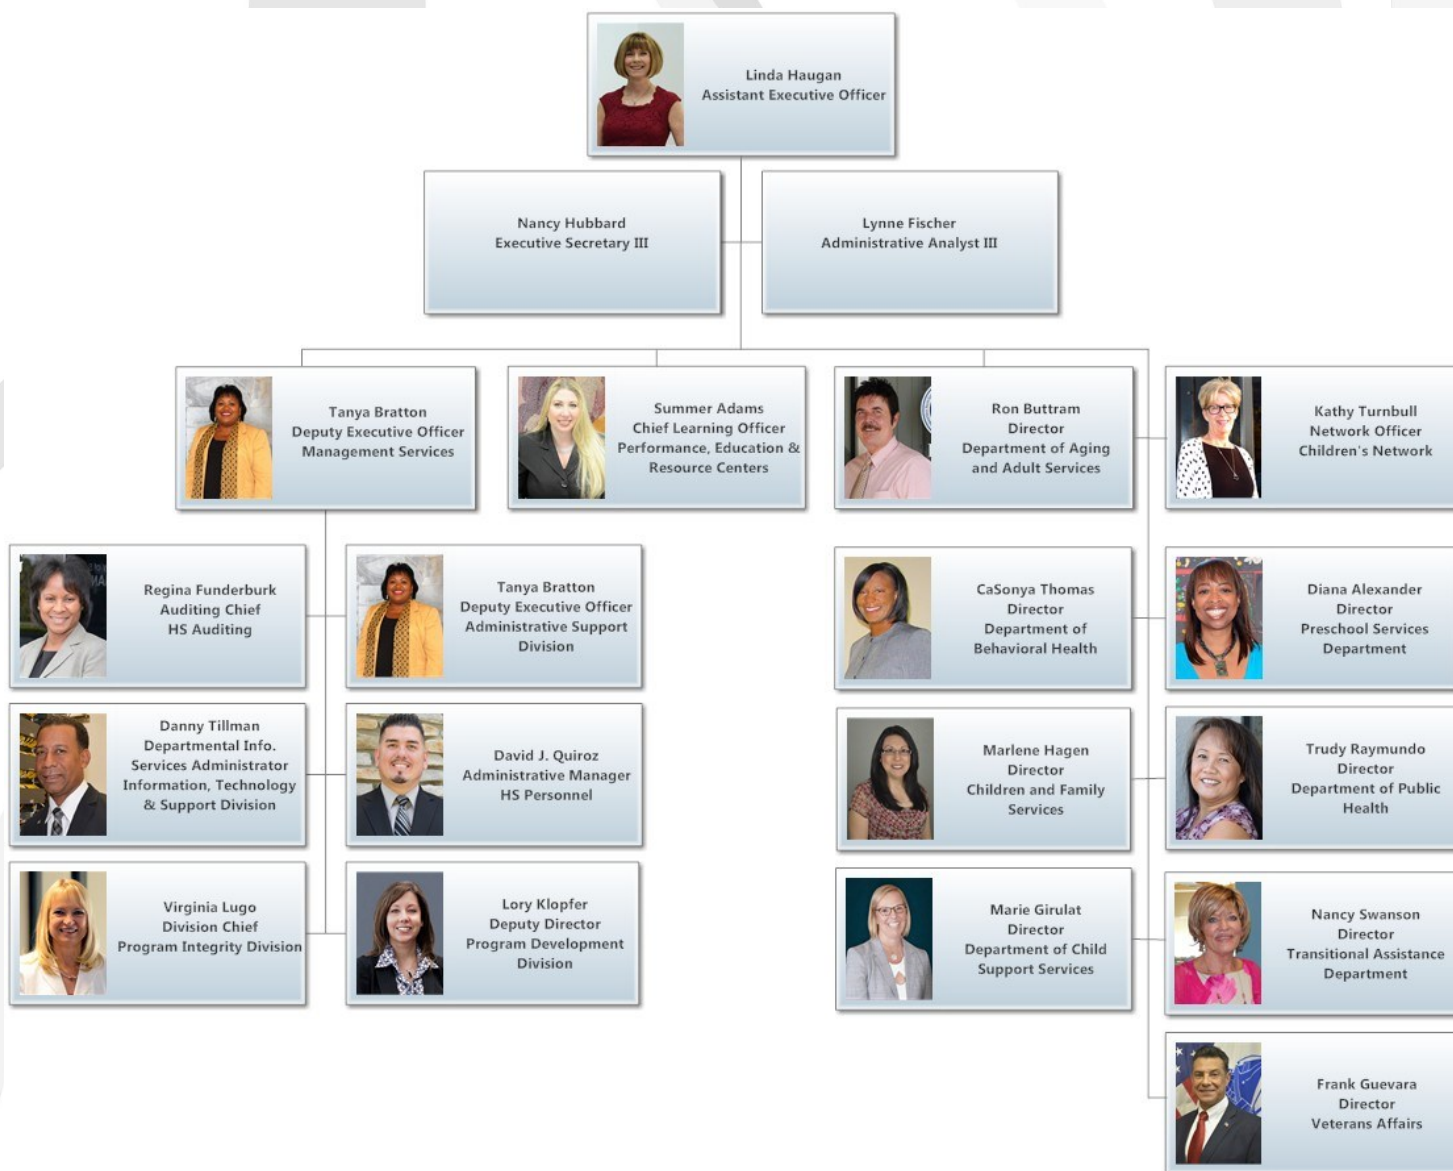 Linda Haugan
Assistant Executive Officer
Nancy Hubbard
Executive Secretary III
Lynne Fischer
Administrative Analyst III
Tanya Bratton
Deputy Executive Officer
Management Services
Summer Adams
Chief Learning Officer
Performance, Education &
Resource Centers
Ron Buttram
Director
Department of Aging
and Adult Services
Kathy Turnbull
Network Officer
Children's Network
Regina Funderburk
Auditing Chief
HS Auditing
Tanya Bratton
Deputy Executive Officer
Administrative Support
Division
CaSonya Thomas
Director
Department of
Behavioral Health
Diana Alexander
Director
Preschool Services
Department
Danny Tillman
Departmental Info.
Services Administrator
Information, Technology
& Support Division
David J. Quiroz
Administrative Manager
HS Personnel
Marlene Hagen
Director
Children and Family
Services
Trudy Raymundo
Director
Department of Public
Health
Virginia Lugo
Division Chief
Program Integrity Division
Lory Klopfer
Deputy Director
Program Development
Division
Marie Girulat
Director
Department of Child
Support Services
Nancy Swanson
Director
Transitional Assistance
Department
Frank Guevara
Director
Veterans Affairs